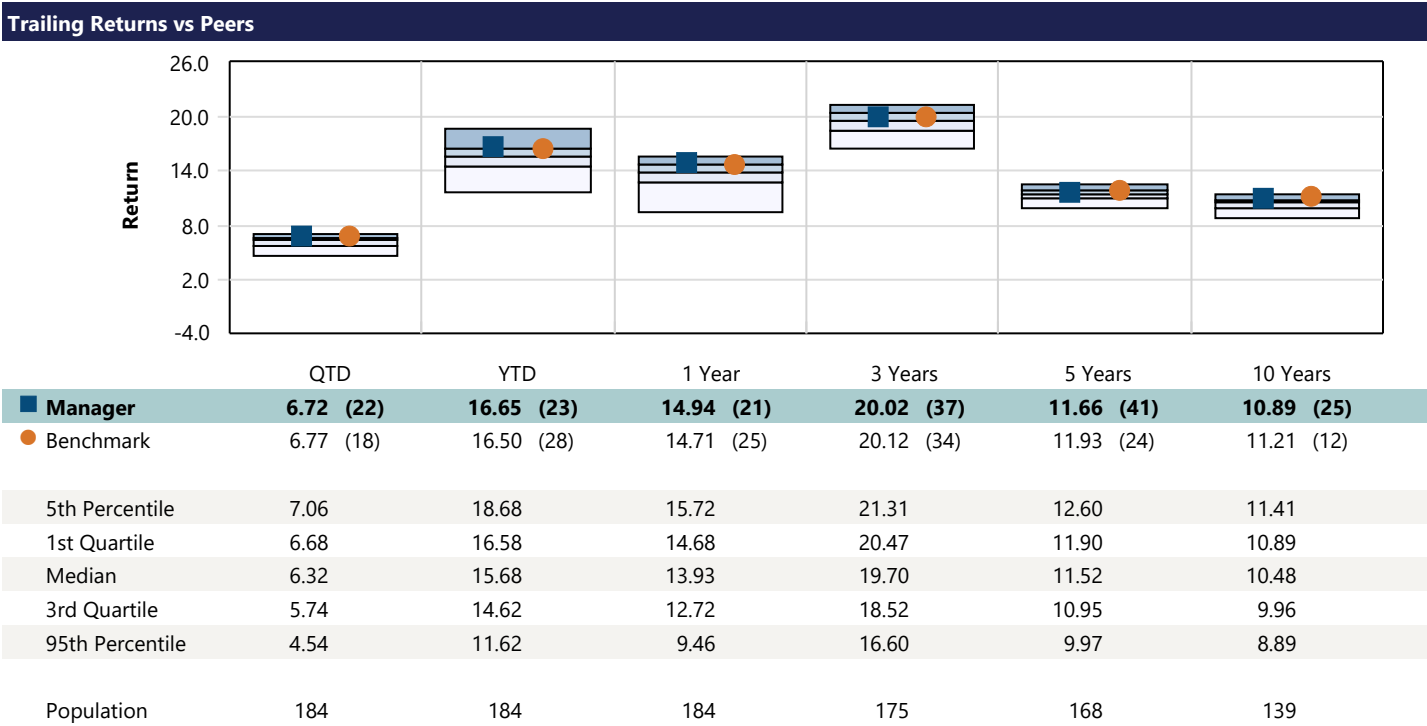 Trailing Returns vs Peers
26.0
20.0
14.0
8.0
2.0
-4.0
Return
QTD YTD 1 Year 3 Years 5 Years 10 Years
Manager 6.72 (22) 16.65 (23) 14.94 (21) 20.02 (37) 11.66 (41) 10.89 (25)
Benchmark 6.77 (18) 16.50 (28) 14.71 (25) 20.12 (34) 11.93 (24) 11.21 (12)
5th Percentile 7.06 18.68 15.72 21.31 12.60 11.41
1st Quartile 6.68 16.58 14.68 20.47 11.90 10.89
Median 6.32 15.68 13.93 19.70 11.52 10.48
3rd Quartile 5.74 14.62 12.72 18.52 10.95 9.96
95th Percentile 4.54 11.62 9.46 16.60 9.97 8.89
Population 184 184 184 175 168 139